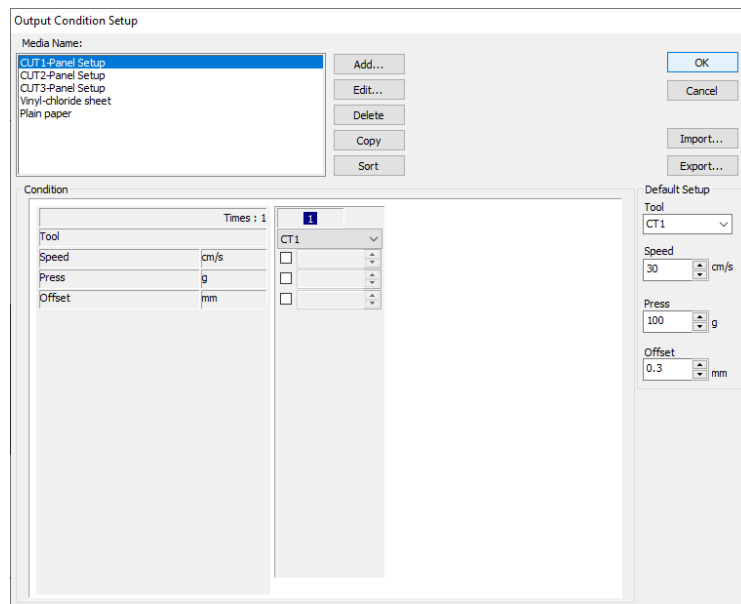 Output Condition Setup
Media Name:
CUT1-Panel Setup
CUT2-Panel Setup
CUT3-Panel Setup
Vinyl-chloride sheet
Plain paper
Add...
Edit...
Delete
Copy
Sort
OK
Cancel
Import...
Export...
Condition
Times : 1
1
Tool
CT1
Speed cm/s
Press g
Offset mm
Default Setup
Tool
CT1
Speed
30 cm/s
Press
100 g
Offset
0.3 mm